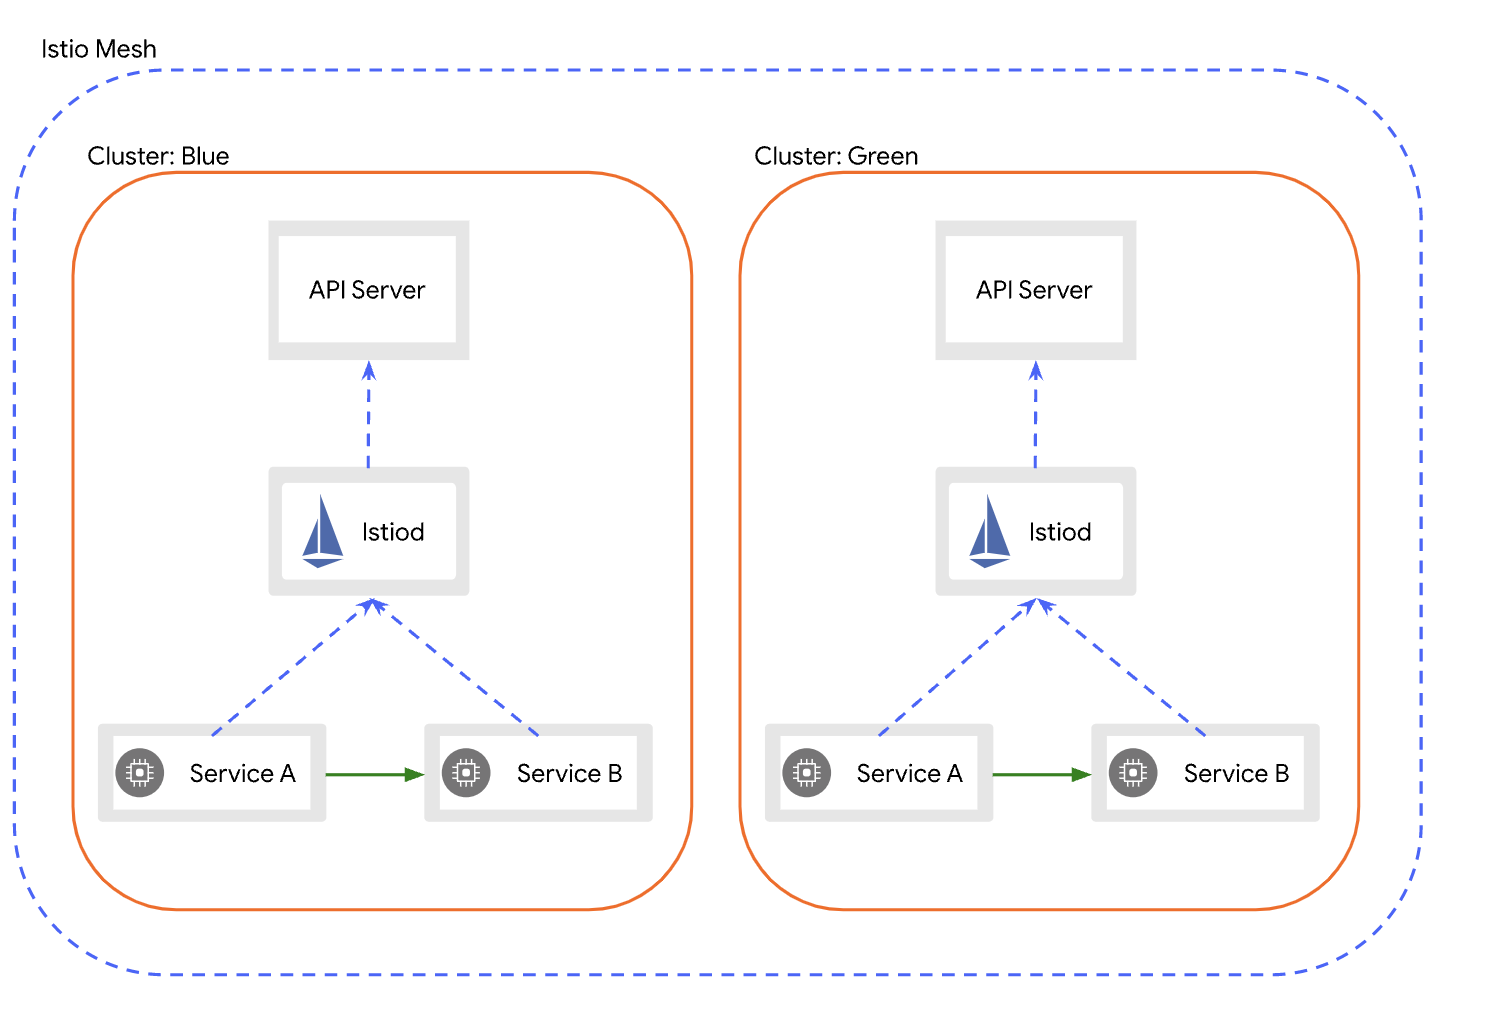 Istio Mesh
Cluster: Blue
Cluster: Green
API Server
API Server
Istiod
Istiod
Service A
Service B
Service A
Service B